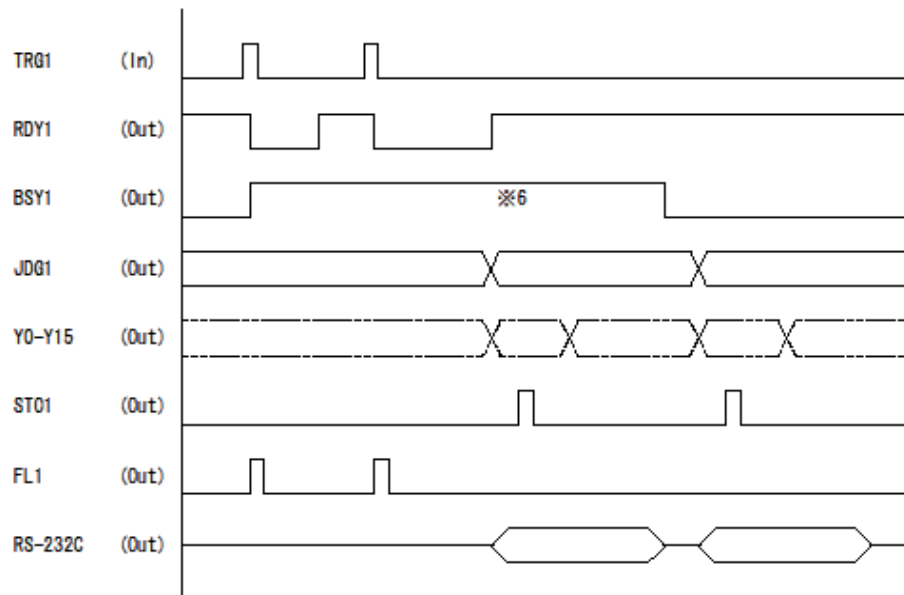 TRG1 (In)
RDY1 (Out)
BSY1 (Out) ※6
JDG1 (Out)
Y0-Y15 (Out)
STO1 (Out)
FL1 (Out)
RS-232C (Out)